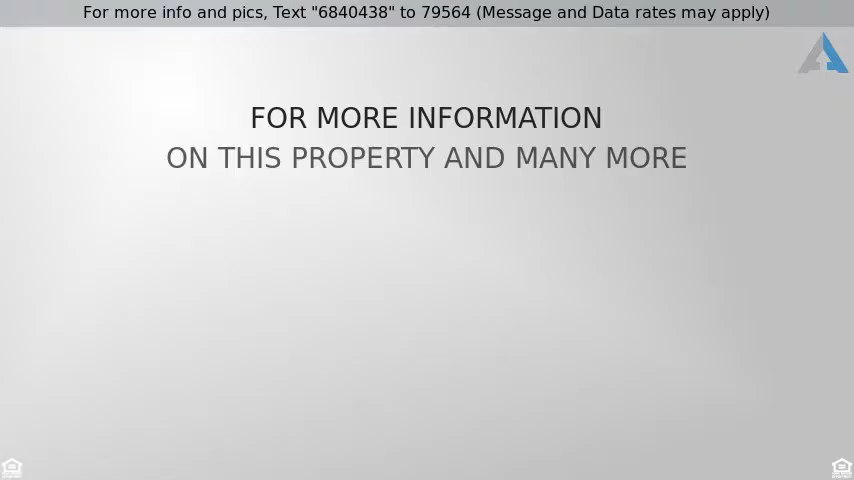 For more info and pics, Text "6840438" to 79564 (Message and Data rates may apply)
FOR MORE INFORMATION
ON THIS PROPERTY AND MANY MORE